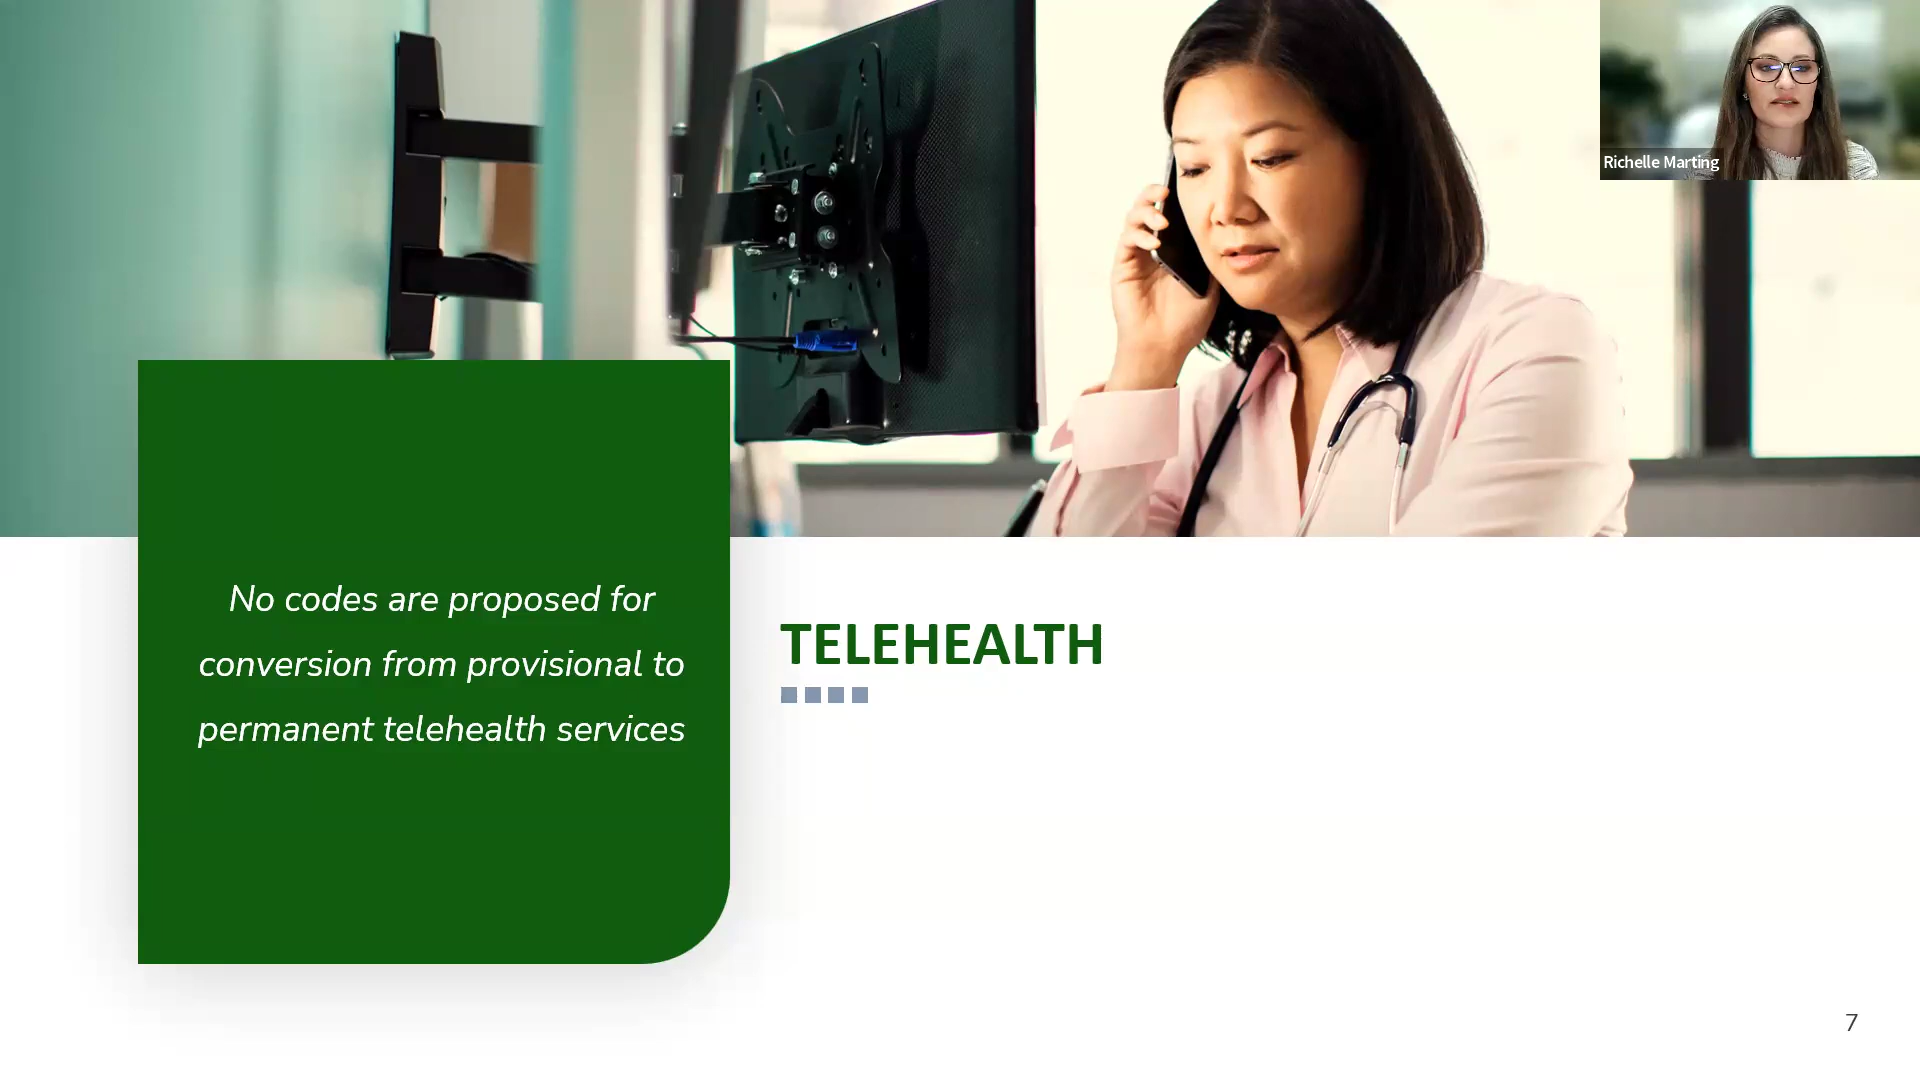 Richelle Marting
No codes are proposed for
conversion from provisional to
permanent telehealth services
TELEHEALTH
7